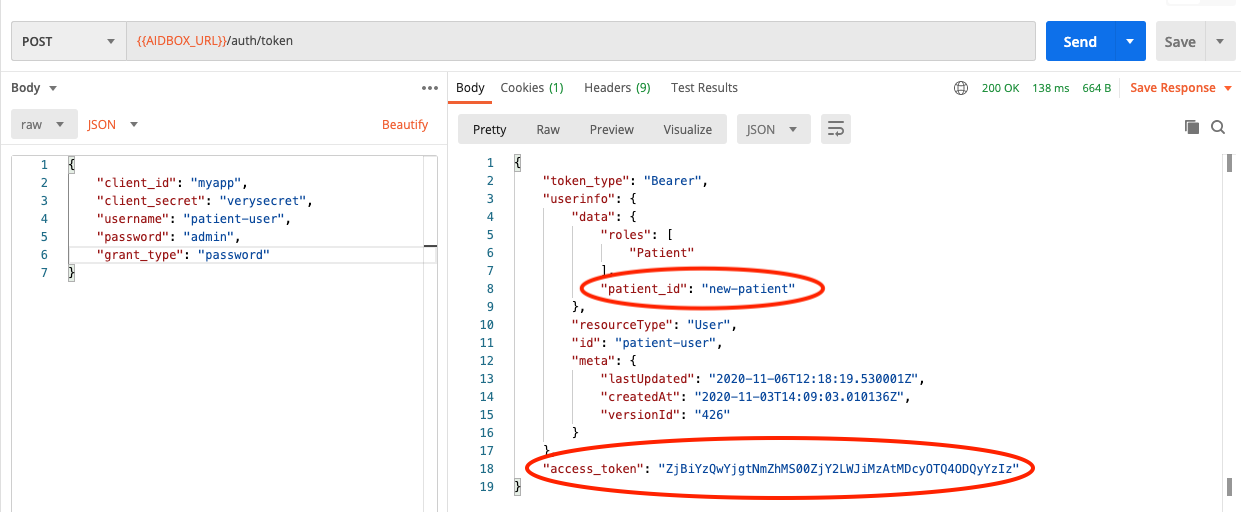 POST
{{AIDBOX_URL}}/auth/token
Send
Save
Body
raw
JSON
Beautify
1 {
2 "client_id": "myapp",
3 "client_secret": "verysecret",
4 "username": "patient-user",
5 "password": "admin",
6 "grant_type": "password"
7 }
Body Cookies (1) Headers (9) Test Results
200 OK 138 ms 664 B Save Response
Pretty Raw Preview Visualize JSON
1 {
2 "token_type": "Bearer",
3 "userinfo": {
4 "data": {
5 "roles": [
6 "Patient"
7 ],
8 "patient_id": "new-patient"
9 },
10 "resourceType": "User",
11 "id": "patient-user",
12 "meta": {
13 "lastUpdated": "2020-11-06T12:18:19.530001Z",
14 "createdAt": "2020-11-03T14:09:03.010136Z",
15 "versionId": "426"
16 }
17 },
18 "access_token": "ZjBiYzQwYjgtNmZhMS00ZjY2LWJiMzAtMDcyOTQ4ODQyYzIz"
19 }